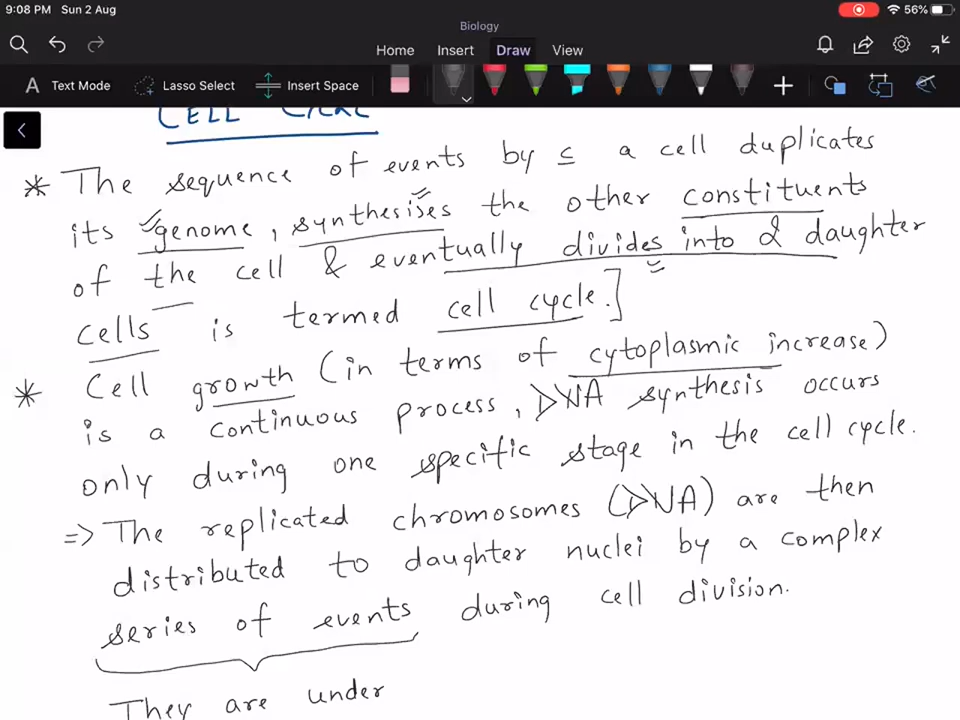 9:08 PM Sun 2 Aug
56%
Biology
Home Insert Draw View
Text Mode Lasso Select Insert Space
CELL CYCLE
* The sequence of events by c̲ a cell duplicates
its genome, synthesises the other constituents
of the cell & eventually divides into 2 daughter
cells is termed cell cycle.]
* Cell growth (in terms of cytoplasmic increase)
is a continuous process, DNA synthesis occurs
only during one specific stage in the cell cycle.
=> The replicated chromosomes (DNA) are then
distributed to daughter nuclei by a complex
series of events during cell division.
They are under